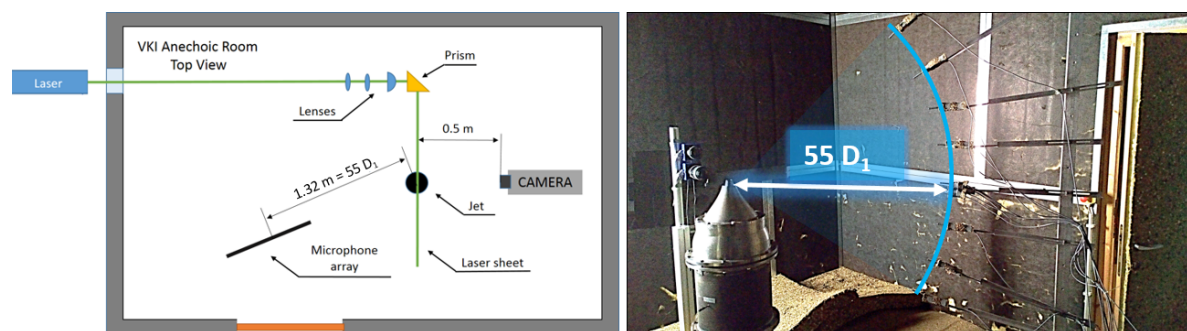 VKI Anechoic Room
Top View
Prism
Laser
Lenses
0.5 m
1.32 m = 55 D₁
CAMERA
Jet
Microphone
array
Laser sheet
55 D₁